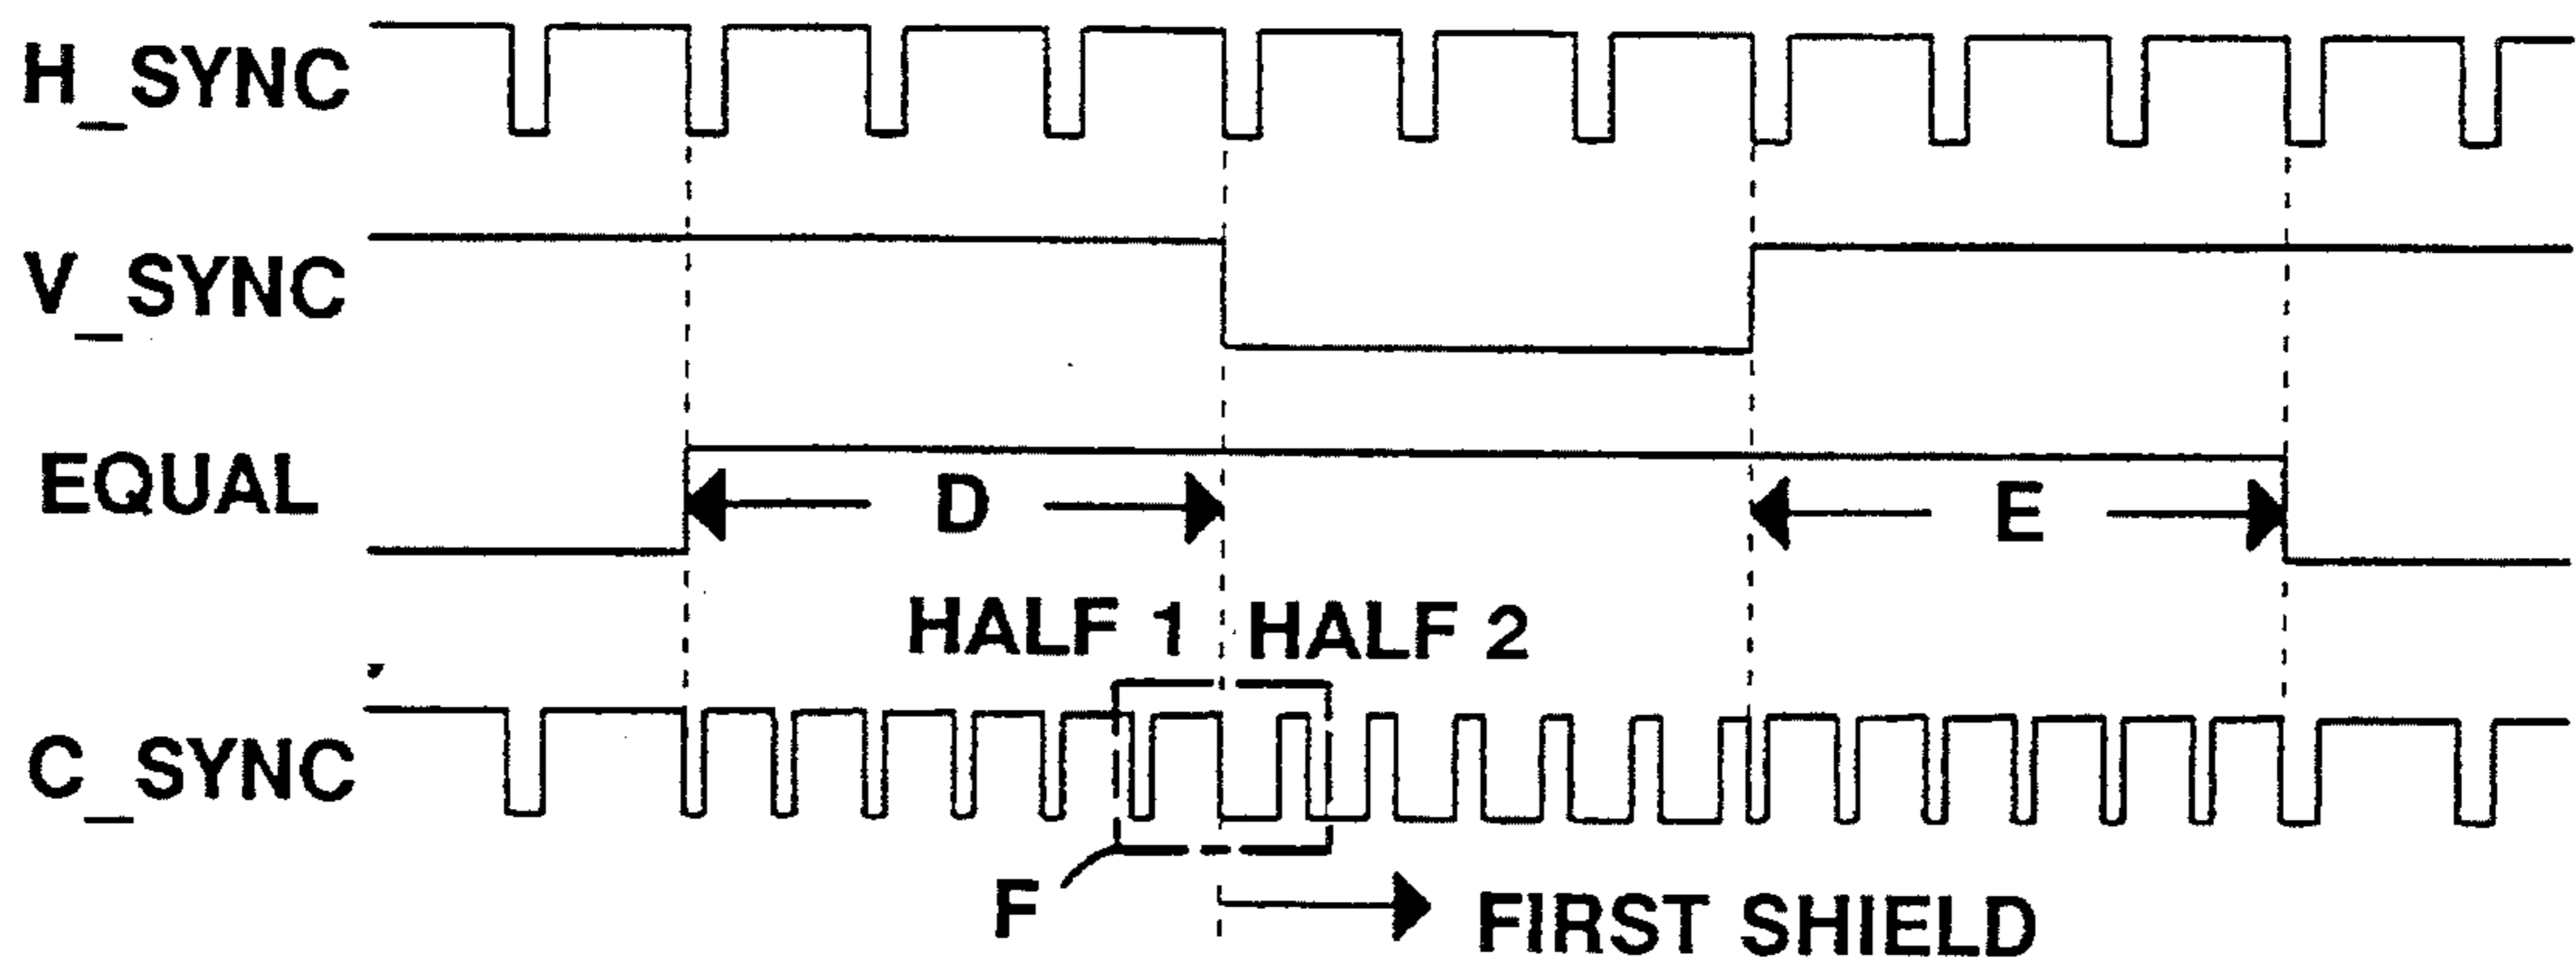 H_SYNC
V_SYNC
EQUAL
D
E
HALF 1
HALF 2
C_SYNC
F
FIRST SHIELD